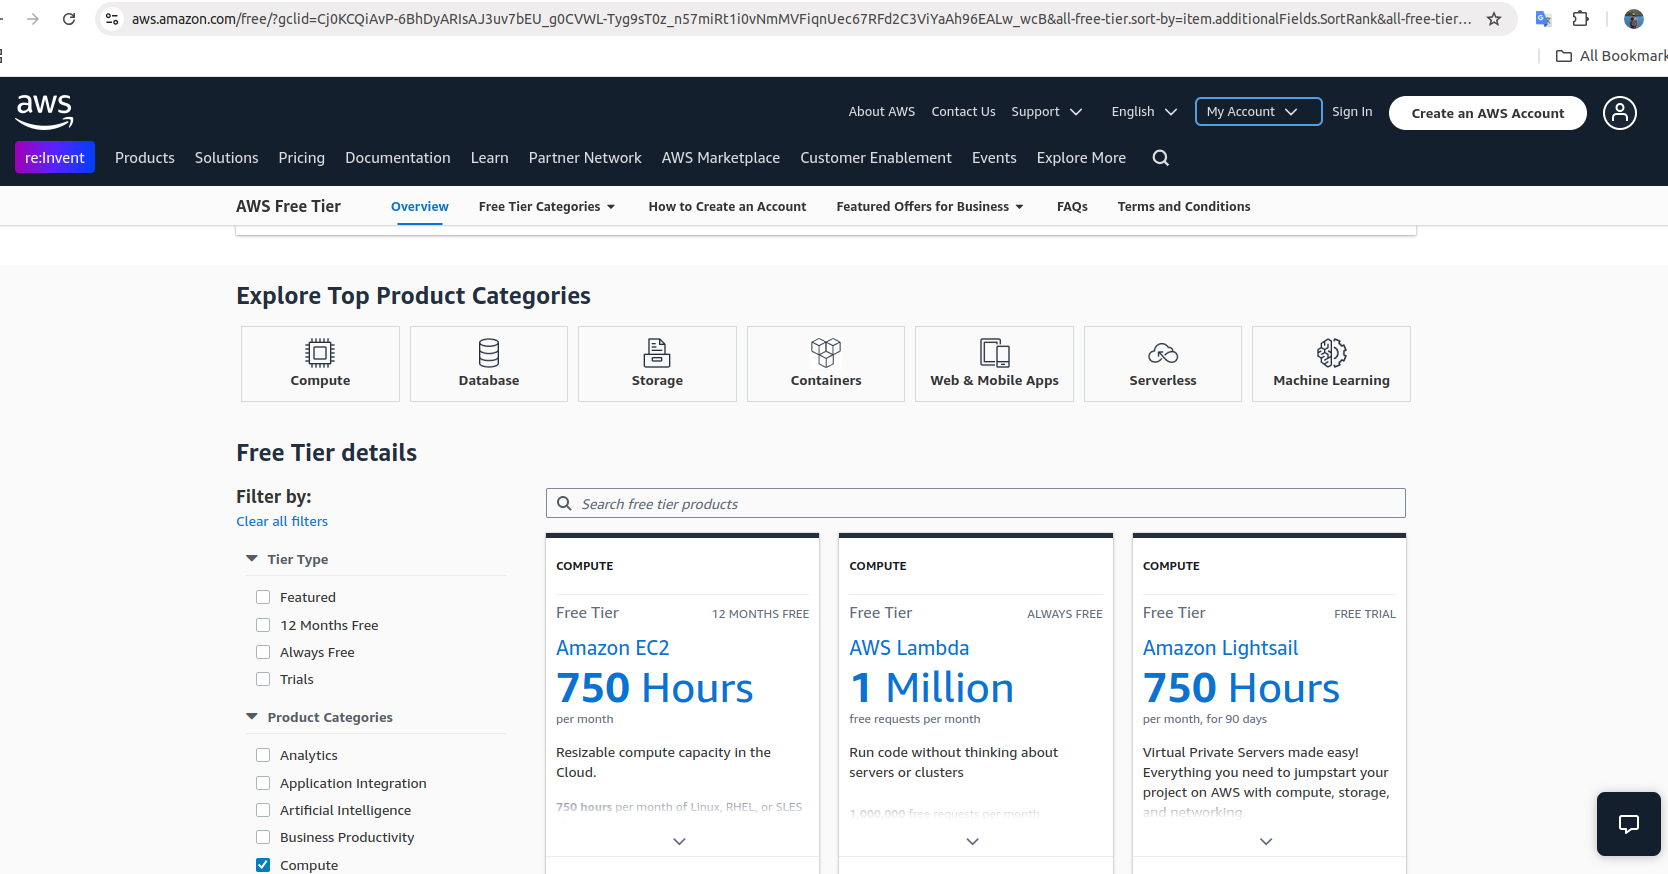 aws.amazon.com/free/?gclid=Cj0KCQiAvP-6BhDyARIsAJ3uv7bEU_g0CVWL-Tyg9sT0z_n57miRt1i0vNmMVFiqnUec67RFd2C3ViYaAh96EALw_wcB&all-free-tier.sort-by=item.additionalFields.SortRank&all-free-tier...
All Bookmark
aws
About AWS Contact Us Support English My Account Sign In Create an AWS Account
re:Invent Products Solutions Pricing Documentation Learn Partner Network AWS Marketplace Customer Enablement Events Explore More
AWS Free Tier Overview Free Tier Categories How to Create an Account Featured Offers for Business FAQs Terms and Conditions
Explore Top Product Categories
Compute Database Storage Containers Web & Mobile Apps Serverless Machine Learning
Free Tier details
Filter by:
Clear all filters
Tier Type
Featured
12 Months Free
Always Free
Trials
Product Categories
Analytics
Application Integration
Artificial Intelligence
Business Productivity
Compute
Search free tier products
COMPUTE
Free Tier 12 MONTHS FREE
Amazon EC2
750 Hours
per month
Resizable compute capacity in the
Cloud.
750 hours per month of Linux, RHEL, or SLES
COMPUTE
Free Tier ALWAYS FREE
AWS Lambda
1 Million
free requests per month
Run code without thinking about
servers or clusters
1,000,000 free requests per month
COMPUTE
Free Tier FREE TRIAL
Amazon Lightsail
750 Hours
per month, for 90 days
Virtual Private Servers made easy!
Everything you need to jumpstart your
project on AWS with compute, storage,
and networking.